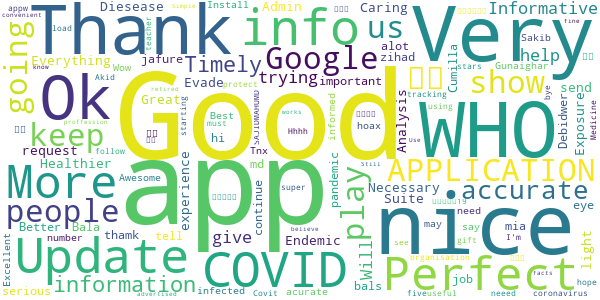 Good
app
Thank
Very
WHO
nice
COVID
Update
Perfect
More
Ok
info
us
Google
Timely
going
keep
people
information
show
APPLICATION
accurate
play
Informative
Everything
trying
important
Evade
Great
jafure
Diesease
Install
Admin
Caring
alot
zihad
help
send
Cumilla
Gunaighar
Sakib
Debidwer
Exposure
Medicine
Analysis
request
Healthier
Better
Bala
number
Awesome
thamk
tell
experience
give
Endemic
continue
md
Tnx
Best
must
hi
starting
SAJIDMAHUMU
Hhhh
hoax
informed
pandemic
Will
bals
Necessary
Suite
need
mia
I'm
may
say
gift
see
organisation
job
five
useful
neeed
coronavirus
hope
facts
light
eye
serious
Excellent
infected
Covit
acurate
advertised
believe
super
Still
Use
using
tracking
stars
bye
fine
convenient
appw
load
teacher
Simple
Wow
Akid
know
proffession
follow
retired
protect
works